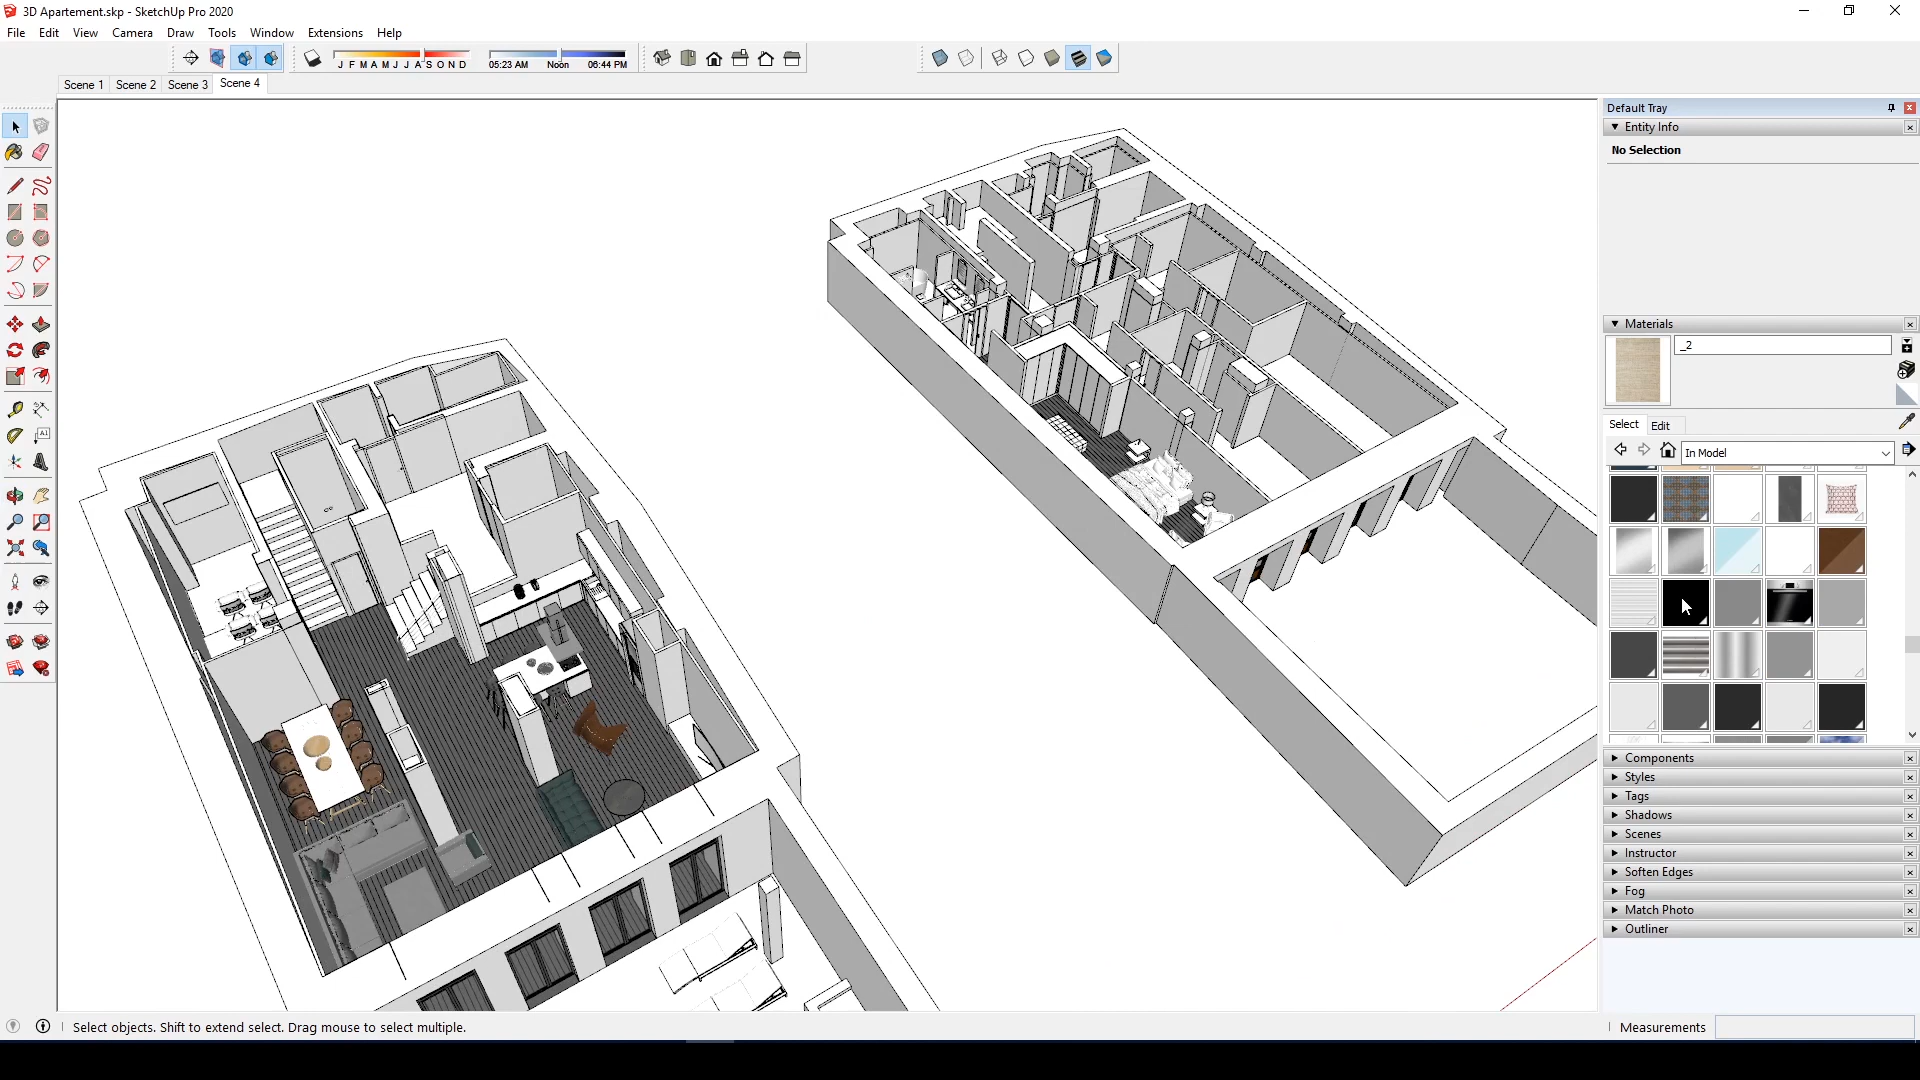 3D Apartement.skp - SketchUp Pro 2020
File Edit View Camera Draw Tools Window Extensions Help
J F M A M J J A S O N D
05:23 AM Noon 06:44 PM
Scene 1 Scene 2 Scene 3 Scene 4
Default Tray
Entity Info
No Selection
Materials
_2
Select Edit
In Model
Components
Styles
Tags
Shadows
Scenes
Instructor
Soften Edges
Fog
Match Photo
Outliner
Select objects. Shift to extend select. Drag mouse to select multiple.
Measurements